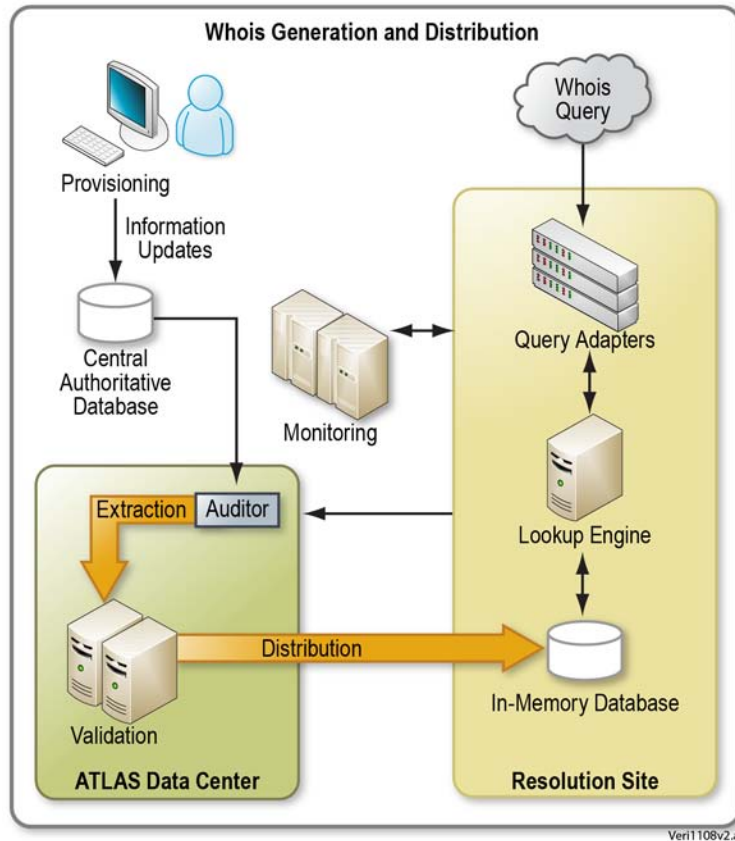 Whois Generation and Distribution
Whois
Query
Provisioning
Information
Updates
Central
Authoritative
Database
Monitoring
Query Adapters
Extraction
Auditor
Lookup Engine
Distribution
In-Memory Database
Validation
ATLAS Data Center
Resolution Site